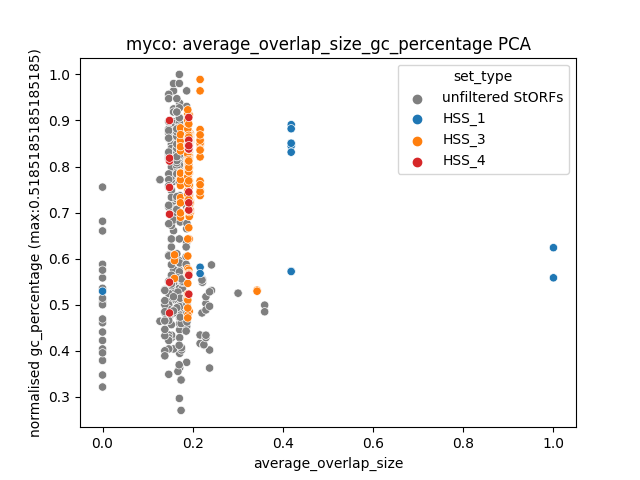 myco: average_overlap_size_gc_percentage PCA
set_type
unfiltered StORFs
HSS_1
HSS_3
HSS_4
normalised gc_percentage (max:0.5185185185185185)
1.0
0.9
0.8
0.7
0.6
0.5
0.4
0.3
0.0 0.2 0.4 0.6 0.8 1.0
average_overlap_size